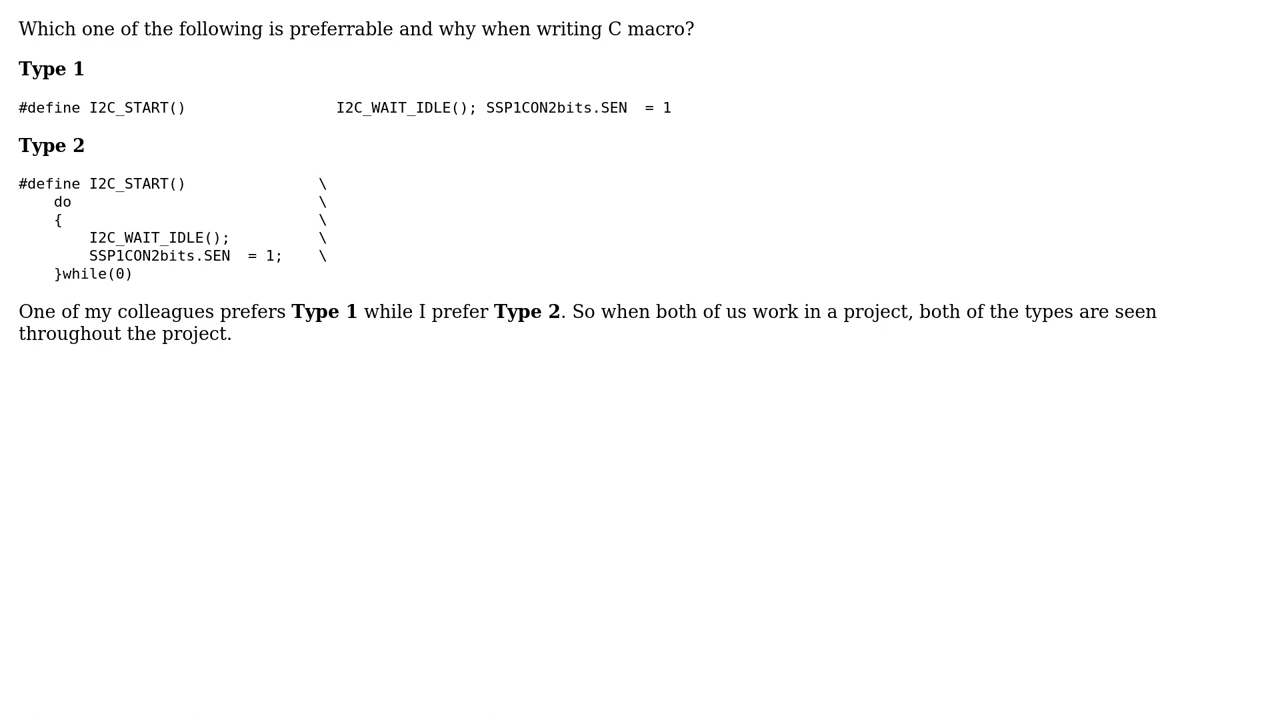 Which one of the following is preferrable and why when writing C macro?
Type 1
#define I2C_START()                 I2C_WAIT_IDLE(); SSP1CON2bits.SEN  = 1
Type 2
#define I2C_START()               \
    do                            \
    {                             \
        I2C_WAIT_IDLE();          \
        SSP1CON2bits.SEN  = 1;    \
    }while(0)
One of my colleagues prefers Type 1 while I prefer Type 2. So when both of us work in a project, both of the types are seen
throughout the project.